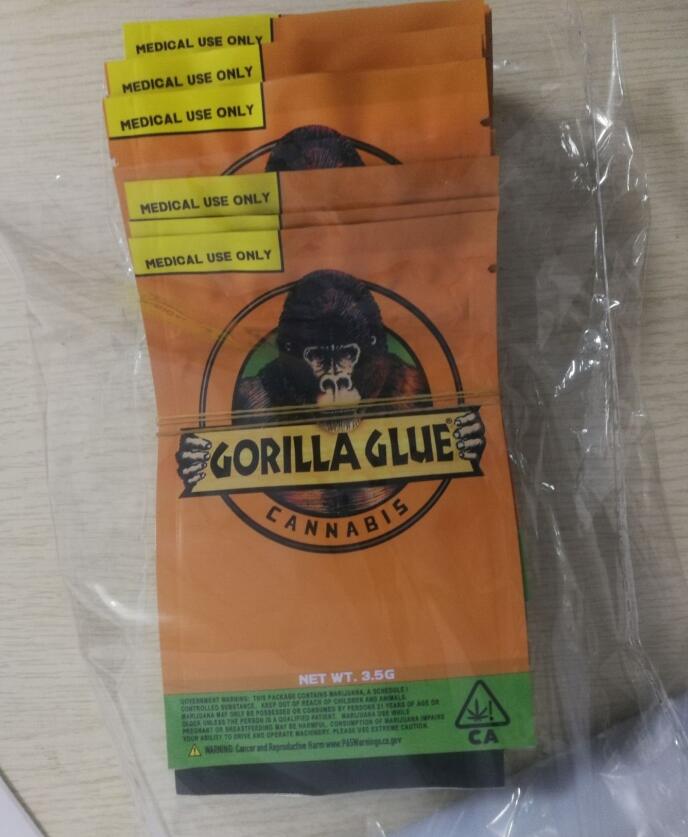 MEDICAL USE ONLY
MEDICAL USE ONLY
MEDICAL USE ONLY
MEDICAL USE ONLY
MEDICAL USE ONLY
GORILLA GLUE®
CANNABIS
NET WT. 3.5G
GOVERNMENT WARNING: THIS PACKAGE CONTAINS MARIJUANA, A SCHEDULE I
CONTROLLED SUBSTANCE. KEEP OUT OF REACH OF CHILDREN AND ANIMALS.
MARIJUANA MAY ONLY BE POSSESSED OR CONSUMED BY PERSONS 21 YEARS OF AGE OR
OLDER UNLESS THE PERSON IS A QUALIFIED PATIENT. MARIJUANA USE WHILE
PREGNANT OR BREASTFEEDING MAY BE HARMFUL. CONSUMPTION OF MARIJUANA IMPAIRS
YOUR ABILITY TO DRIVE AND OPERATE MACHINERY. PLEASE USE EXTREME CAUTION.
WARNING: Cancer and Reproductive Harm www.P65Warnings.ca.gov
CA